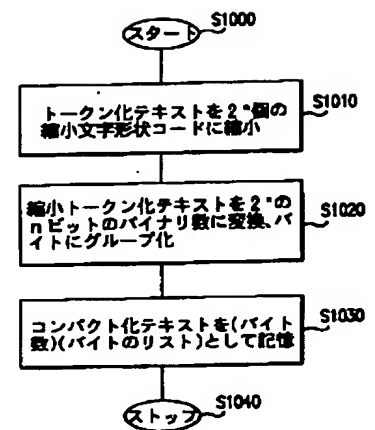 スタート
S1000
トークン化テキストを2ⁿ個の
縮小文字形状コードに縮小
S1010
縮小トークン化テキストを2ⁿの
nビットのバイナリ数に変換、バ
イトにグループ化
S1020
コンパクト化テキストを(バイト
数)(バイトのリスト)として記憶
S1030
ストップ
S1040